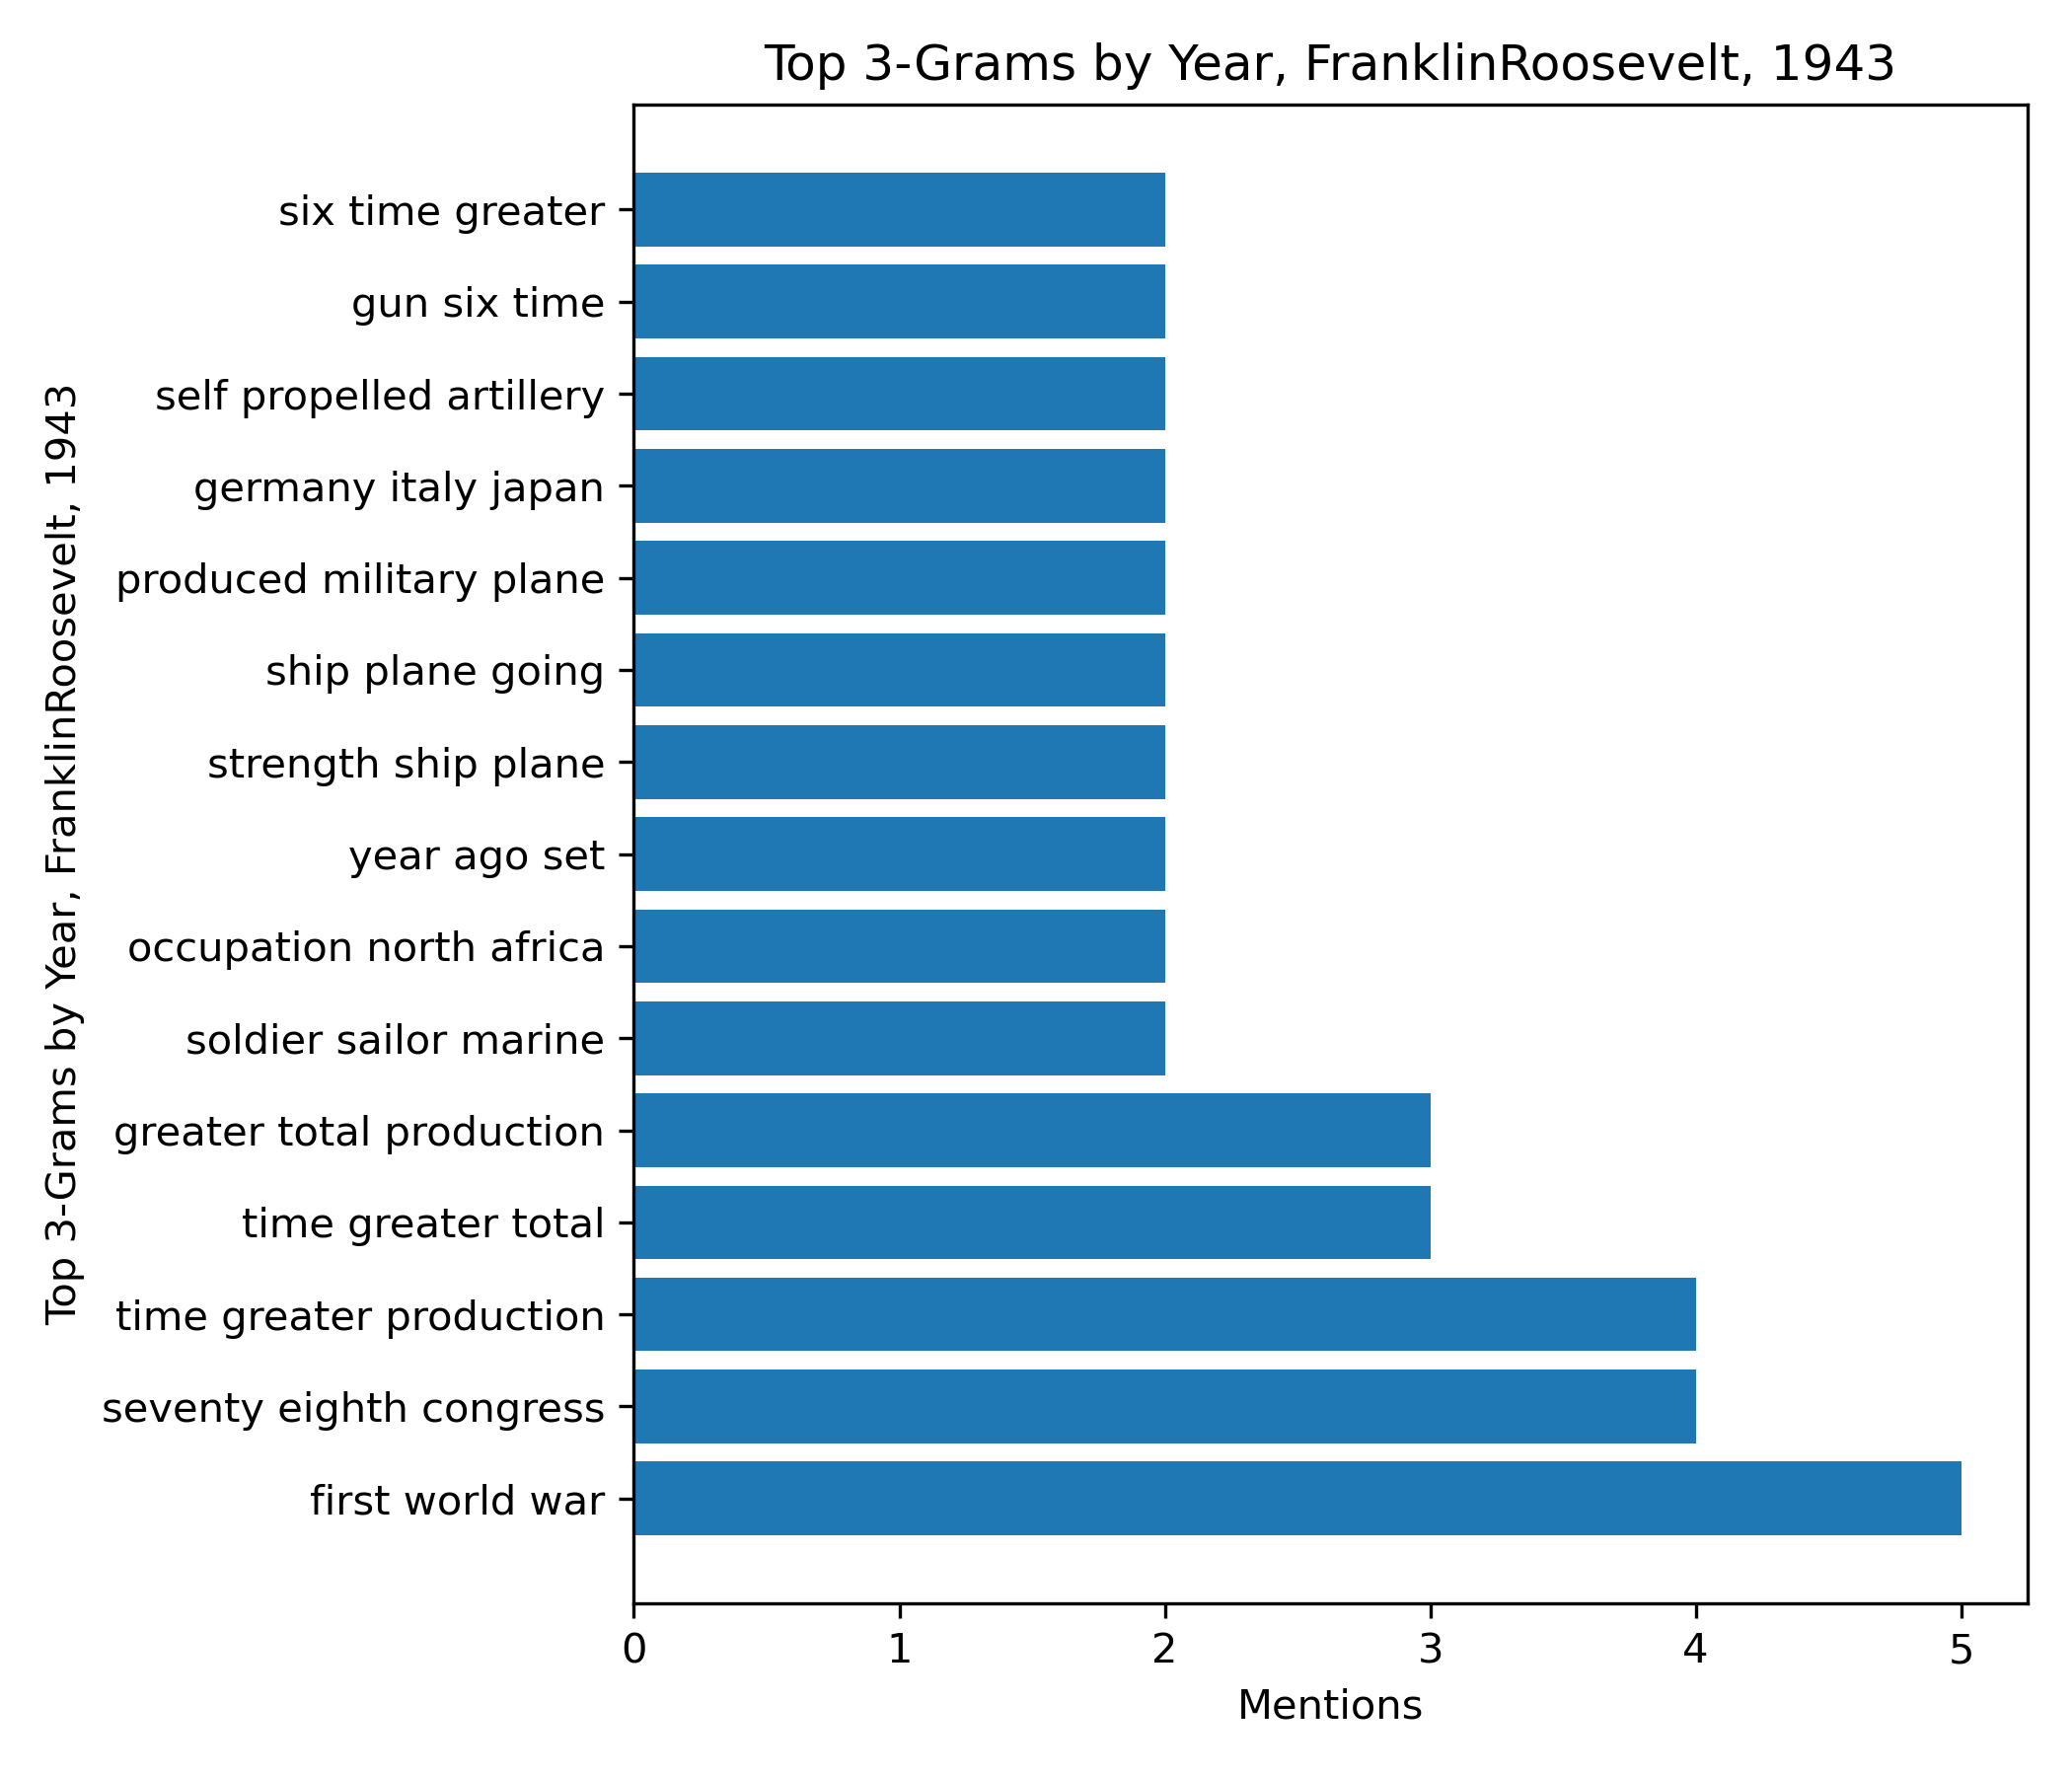 Top 3-Grams by Year, FranklinRoosevelt, 1943
Top 3-Grams by Year, FranklinRoosevelt, 1943
six time greater
gun six time
self propelled artillery
germany italy japan
produced military plane
ship plane going
strength ship plane
year ago set
occupation north africa
soldier sailor marine
greater total production
time greater total
time greater production
seventy eighth congress
first world war
0 1 2 3 4 5
Mentions